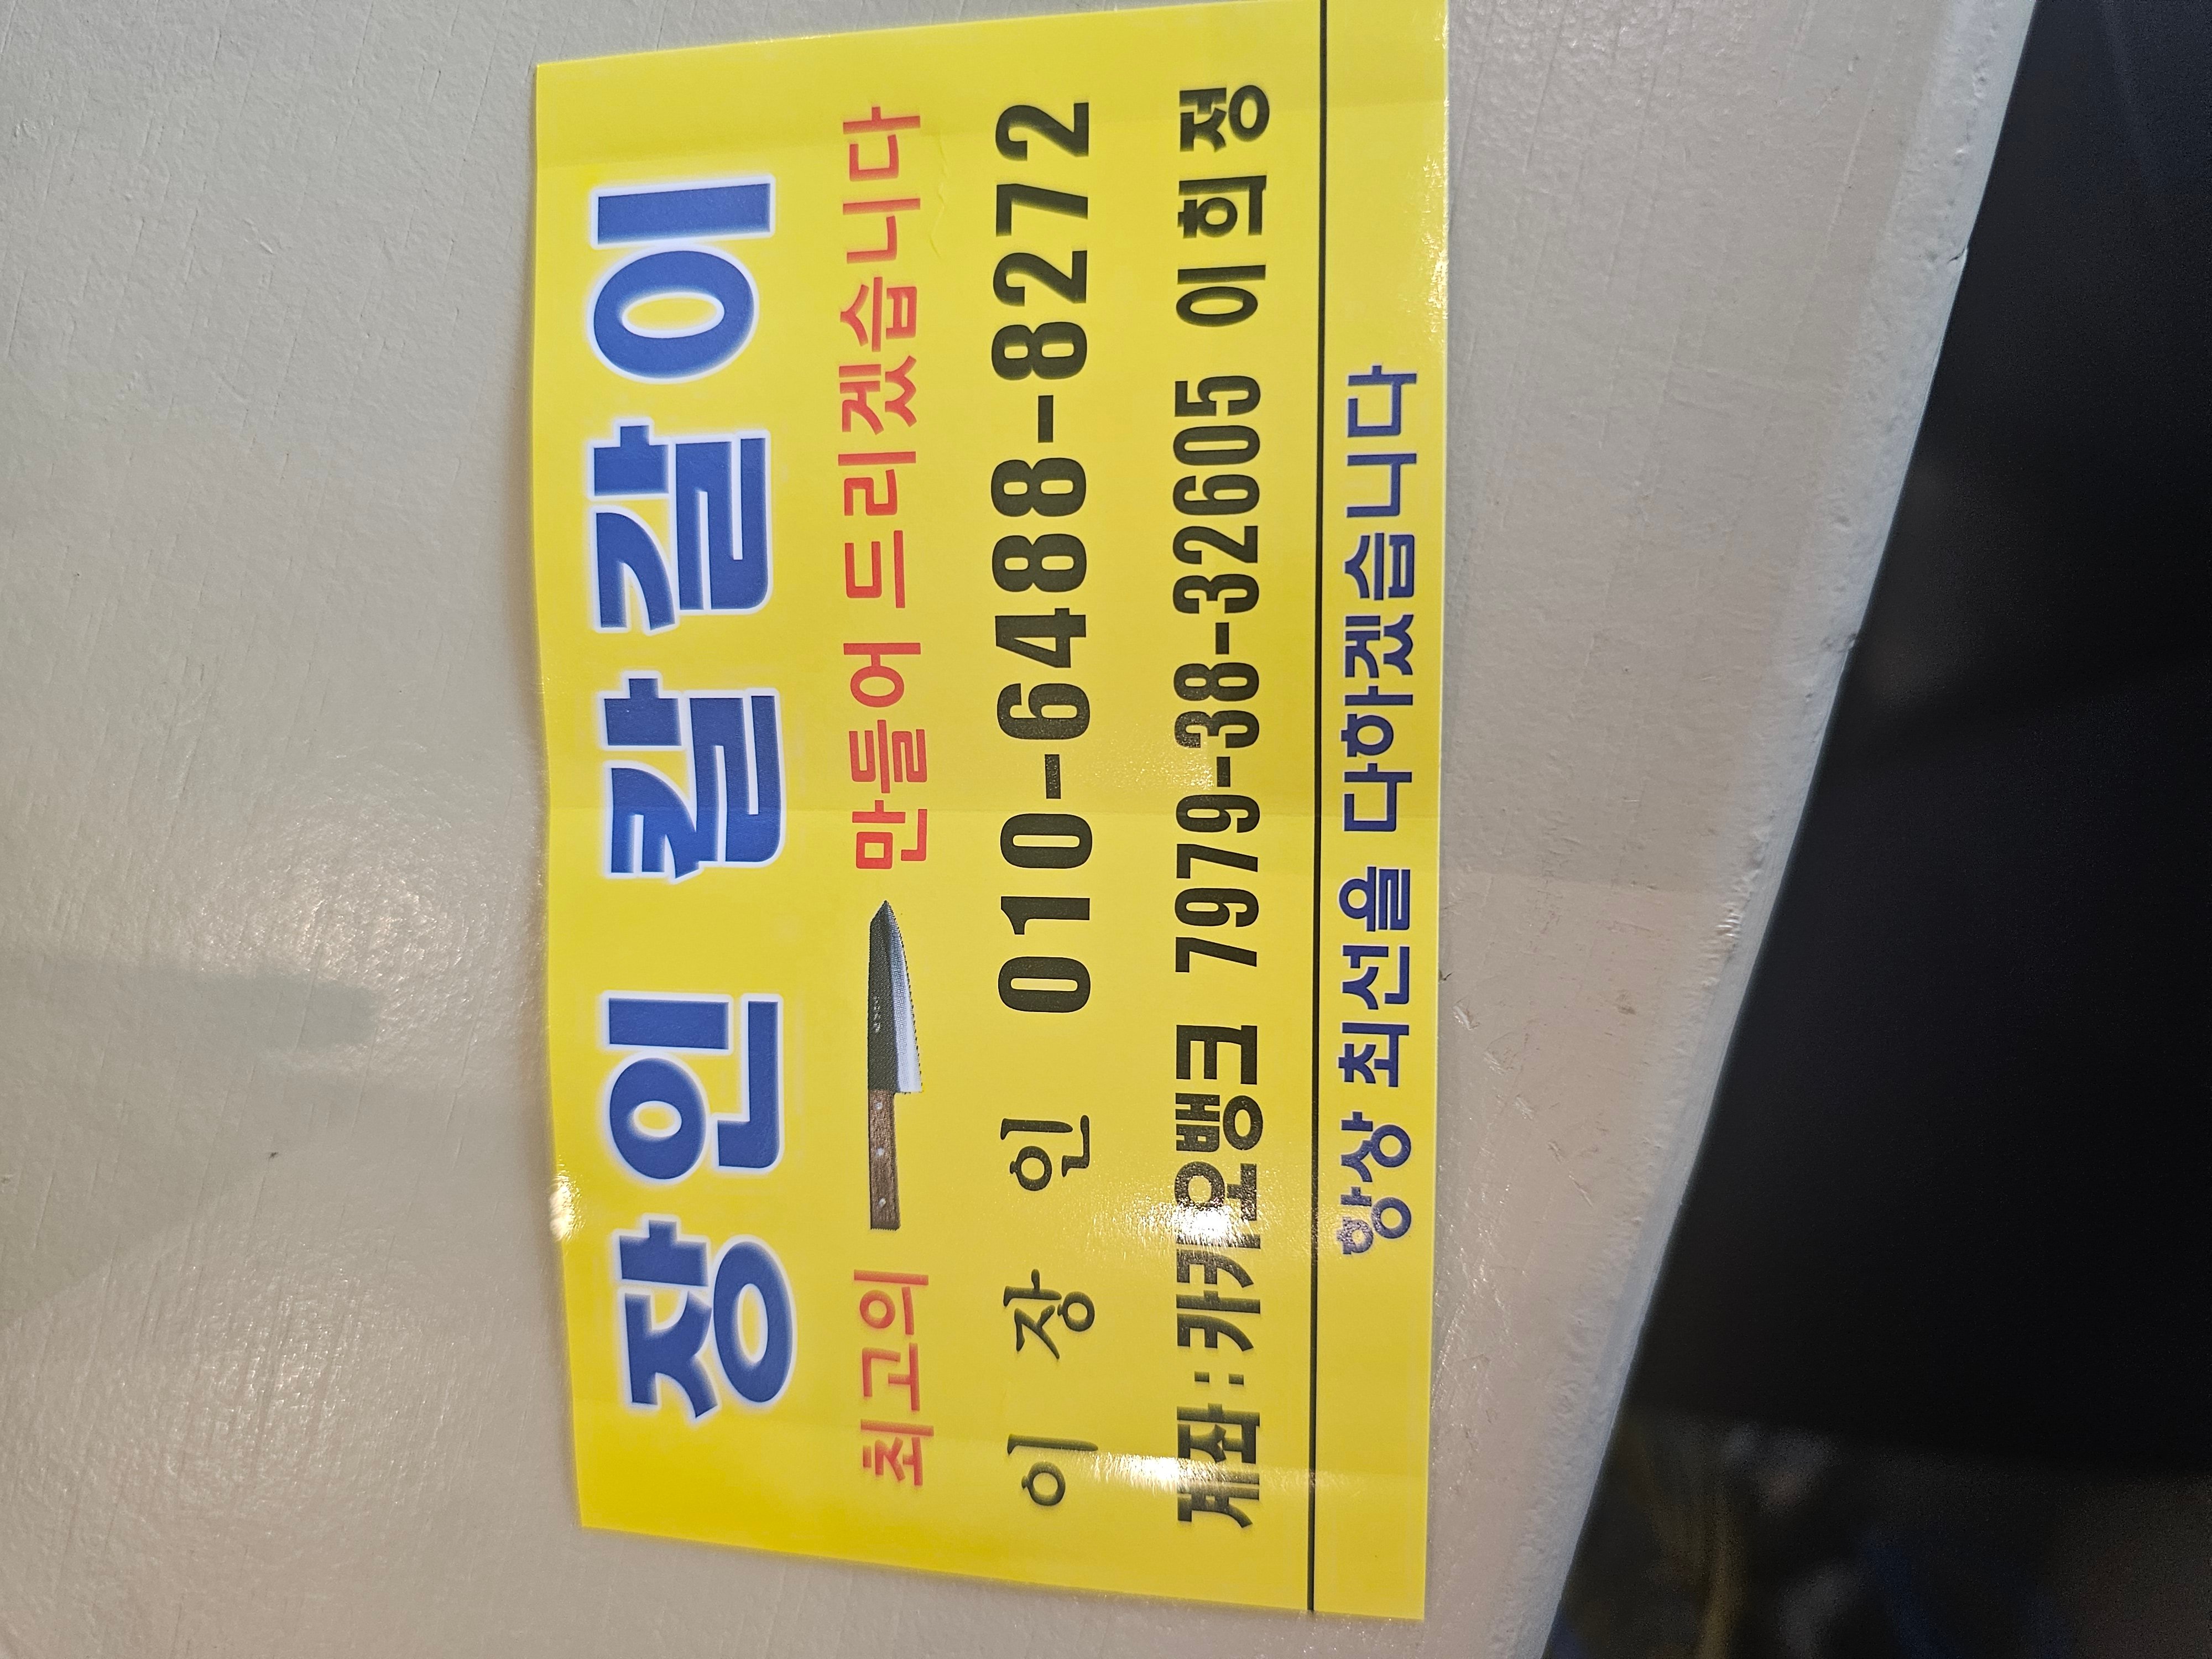 장인 칼갈이
최고의 만들어 드리겠습니다
이 장 인 010-6488-8272
계좌 : 카카오뱅크 7979-38-32605 이희정
항상 최선을 다하겠습니다